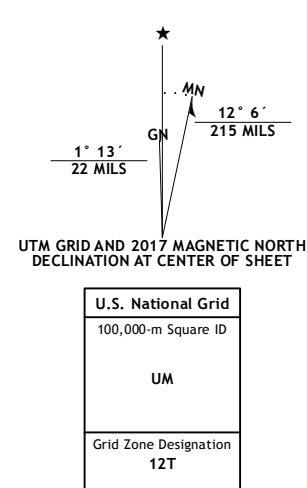 ★
MN
GN
12° 6´
215 MILS
1° 13´
22 MILS
UTM GRID AND 2017 MAGNETIC NORTH
DECLINATION AT CENTER OF SHEET
U.S. National Grid
100,000-m Square ID
UM
Grid Zone Designation
12T